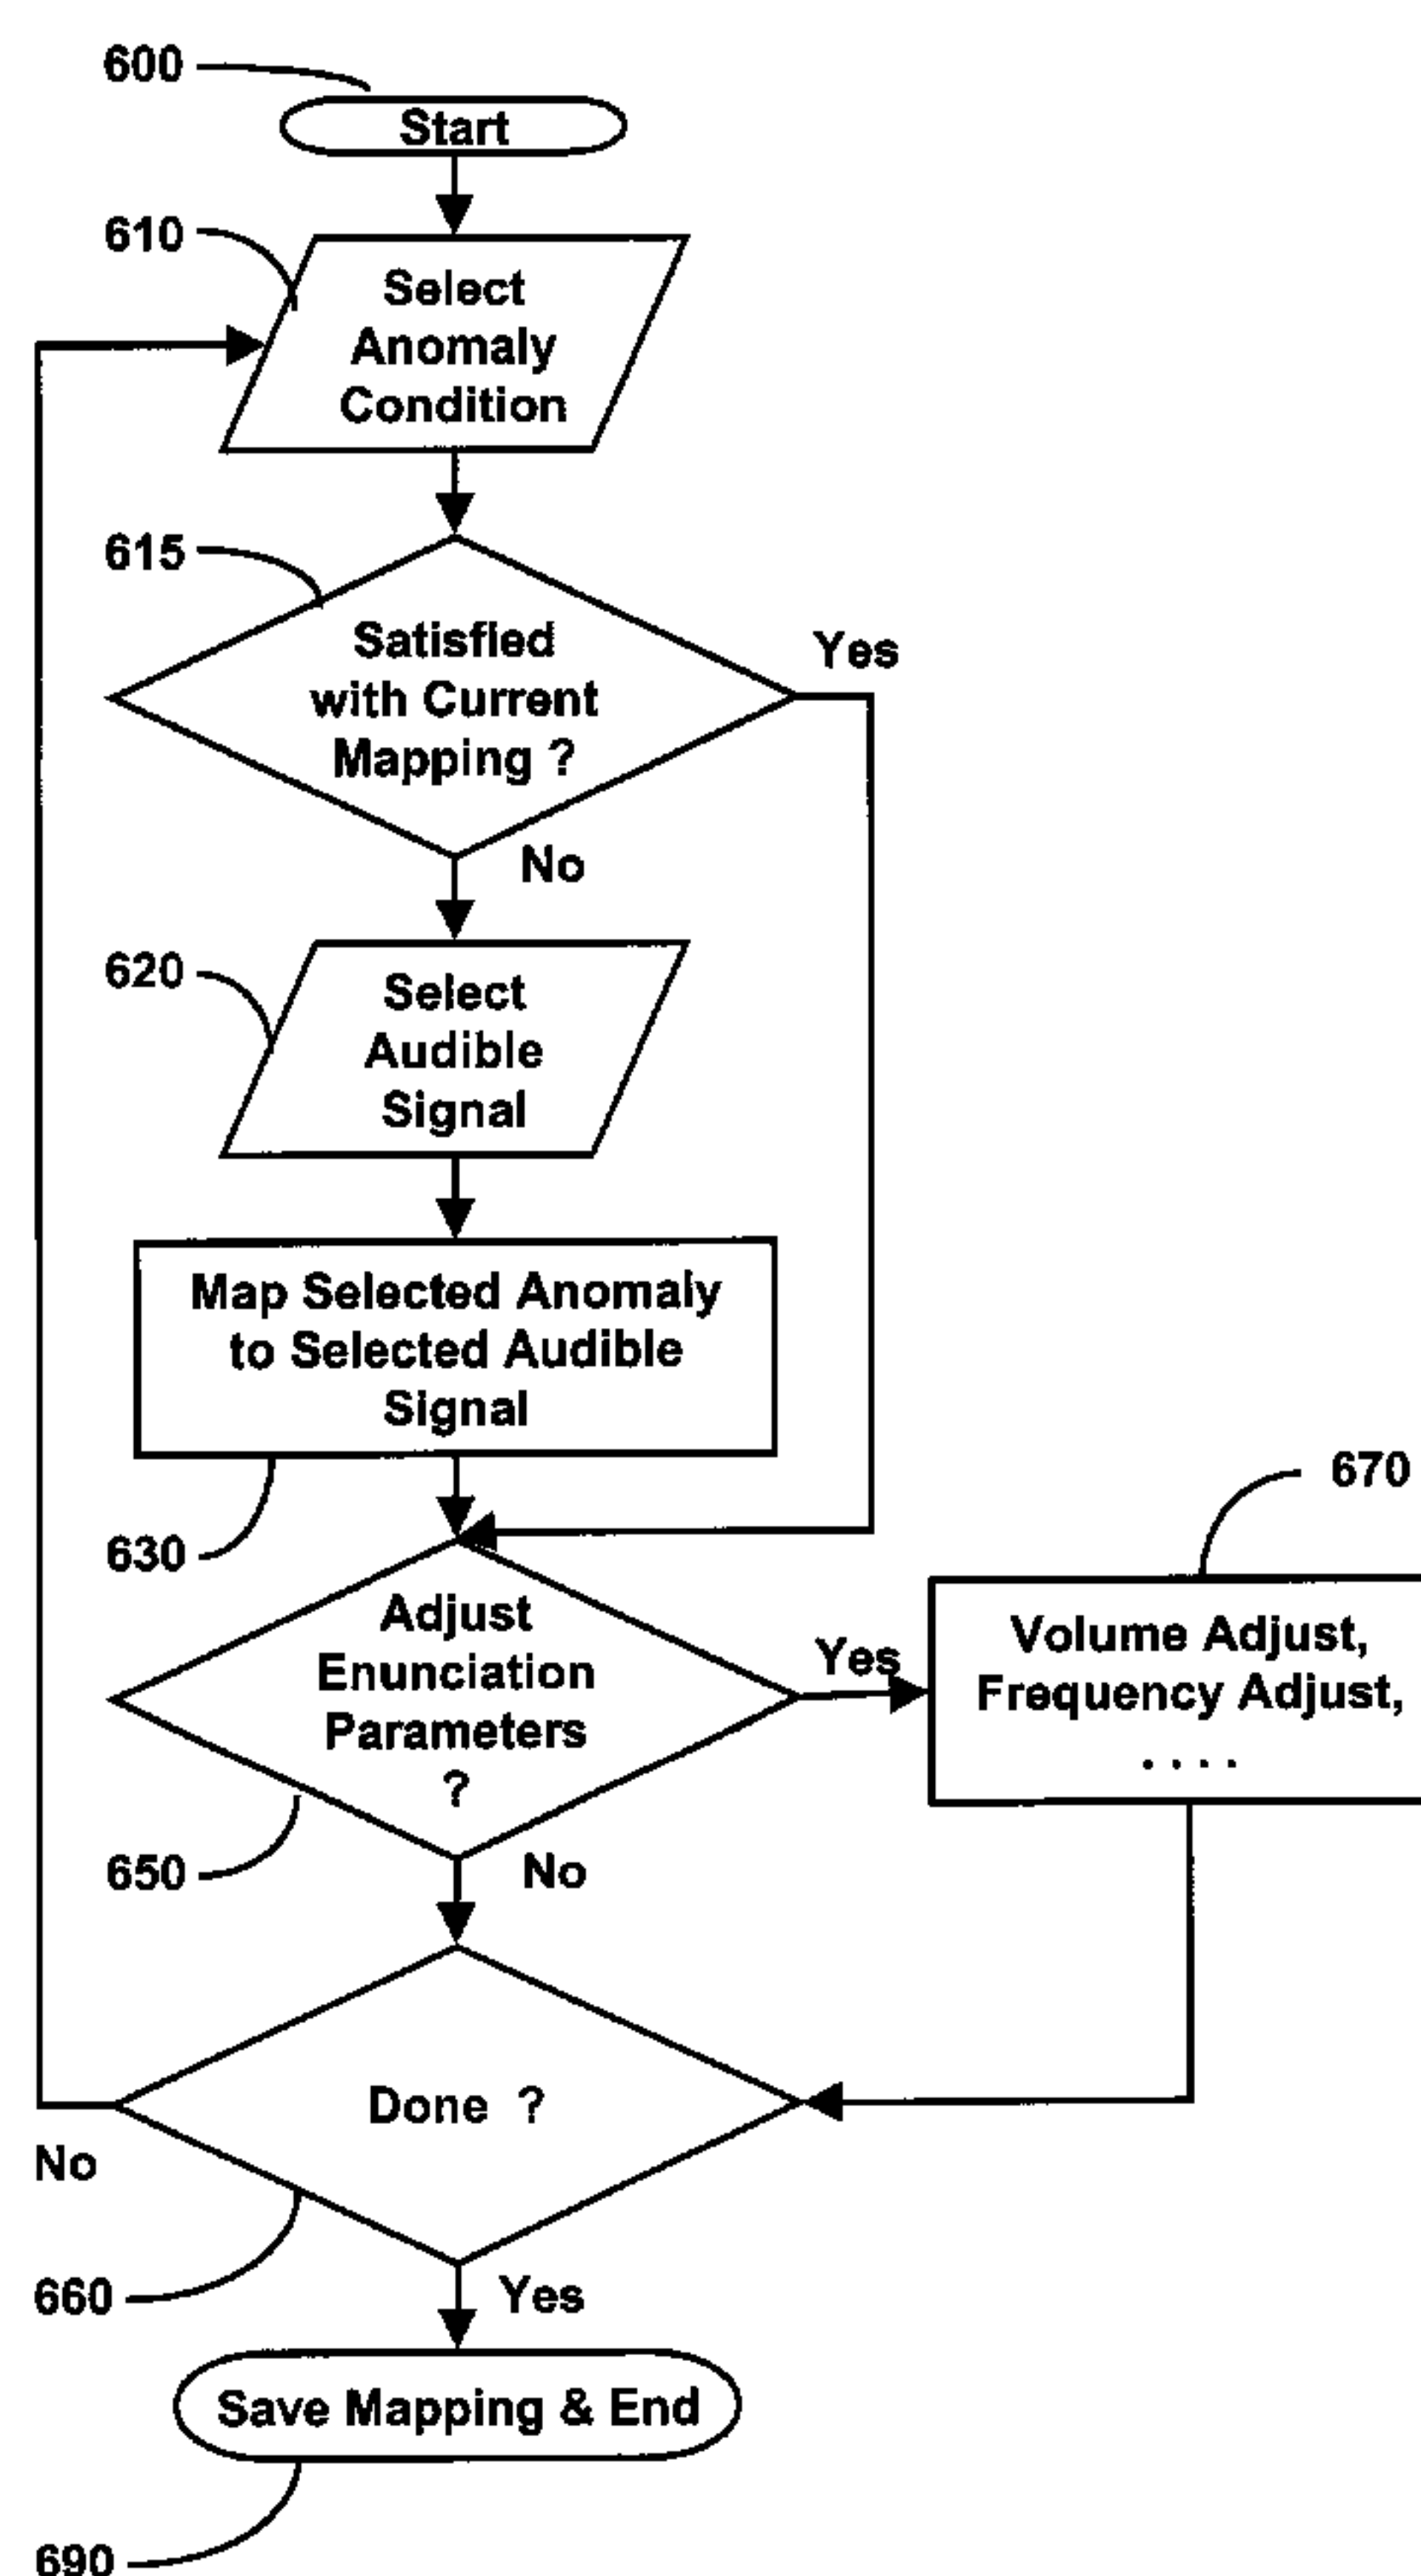 600
Start
610
Select
Anomaly
Condition
615
Satisfied
with Current
Mapping ?
Yes
No
620
Select
Audible
Signal
Map Selected Anomaly
to Selected Audible
Signal
630
670
Adjust
Enunciation
Parameters
?
Yes
Volume Adjust,
Frequency Adjust,
. . . .
650
No
Done ?
No
660
Yes
Save Mapping & End
690